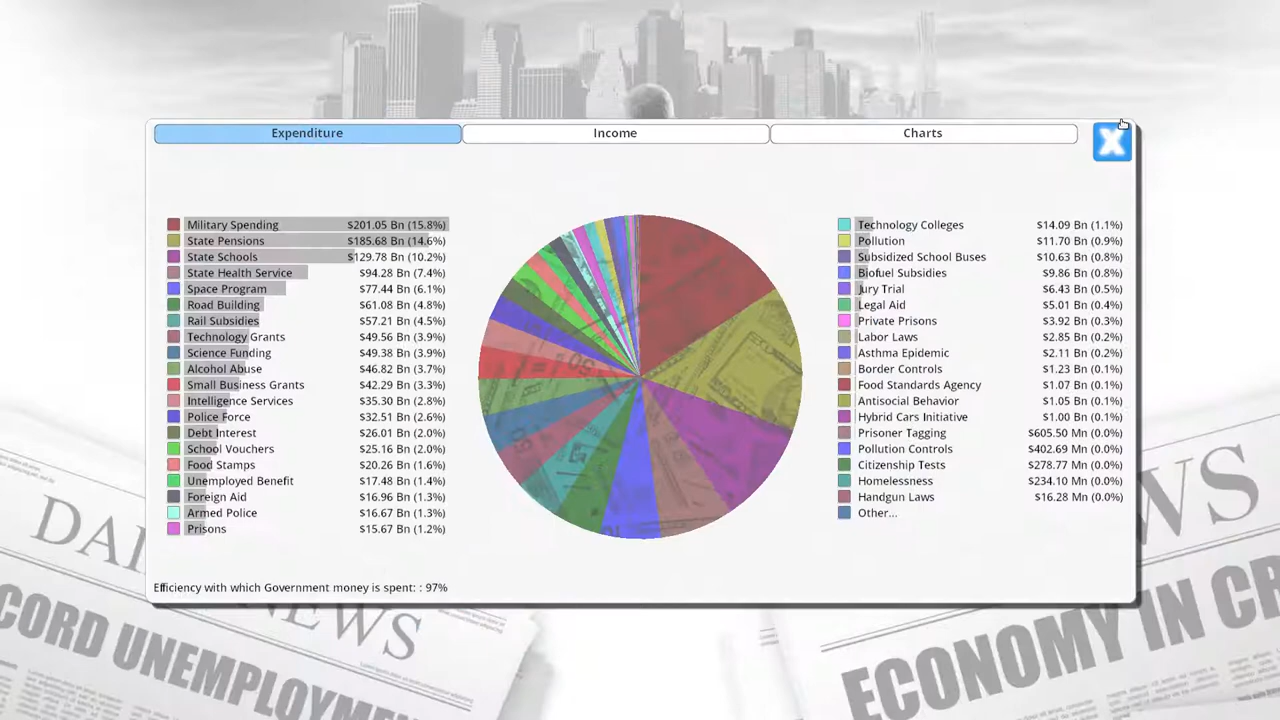 Expenditure
Income
Charts
X
Military Spending $201.05 Bn (15.8%)
State Pensions $185.68 Bn (14.6%)
State Schools $129.78 Bn (10.2%)
State Health Service $94.28 Bn (7.4%)
Space Program $77.44 Bn (6.1%)
Road Building $61.08 Bn (4.8%)
Rail Subsidies $57.21 Bn (4.5%)
Technology Grants $49.56 Bn (3.9%)
Science Funding $49.38 Bn (3.9%)
Alcohol Abuse $46.82 Bn (3.7%)
Small Business Grants $42.29 Bn (3.3%)
Intelligence Services $35.30 Bn (2.8%)
Police Force $32.51 Bn (2.6%)
Debt Interest $26.01 Bn (2.0%)
School Vouchers $25.16 Bn (2.0%)
Food Stamps $20.26 Bn (1.6%)
Unemployed Benefit $17.48 Bn (1.4%)
Foreign Aid $16.96 Bn (1.3%)
Armed Police $16.67 Bn (1.3%)
Prisons $15.67 Bn (1.2%)
Technology Colleges $14.09 Bn (1.1%)
Pollution $11.70 Bn (0.9%)
Subsidized School Buses $10.63 Bn (0.8%)
Biofuel Subsidies $9.86 Bn (0.8%)
Jury Trial $6.43 Bn (0.5%)
Legal Aid $5.01 Bn (0.4%)
Private Prisons $3.92 Bn (0.3%)
Labor Laws $2.85 Bn (0.2%)
Asthma Epidemic $2.11 Bn (0.2%)
Border Controls $1.23 Bn (0.1%)
Food Standards Agency $1.07 Bn (0.1%)
Antisocial Behavior $1.05 Bn (0.1%)
Hybrid Cars Initiative $1.00 Bn (0.1%)
Prisoner Tagging $605.50 Mn (0.0%)
Pollution Controls $402.69 Mn (0.0%)
Citizenship Tests $278.77 Mn (0.0%)
Homelessness $234.10 Mn (0.0%)
Handgun Laws $16.28 Mn (0.0%)
Other...
Efficiency with which Government money is spent: : 97%
DAI
NEWS
CORD UNEMPLOYM
WS
ECONOMY IN CR